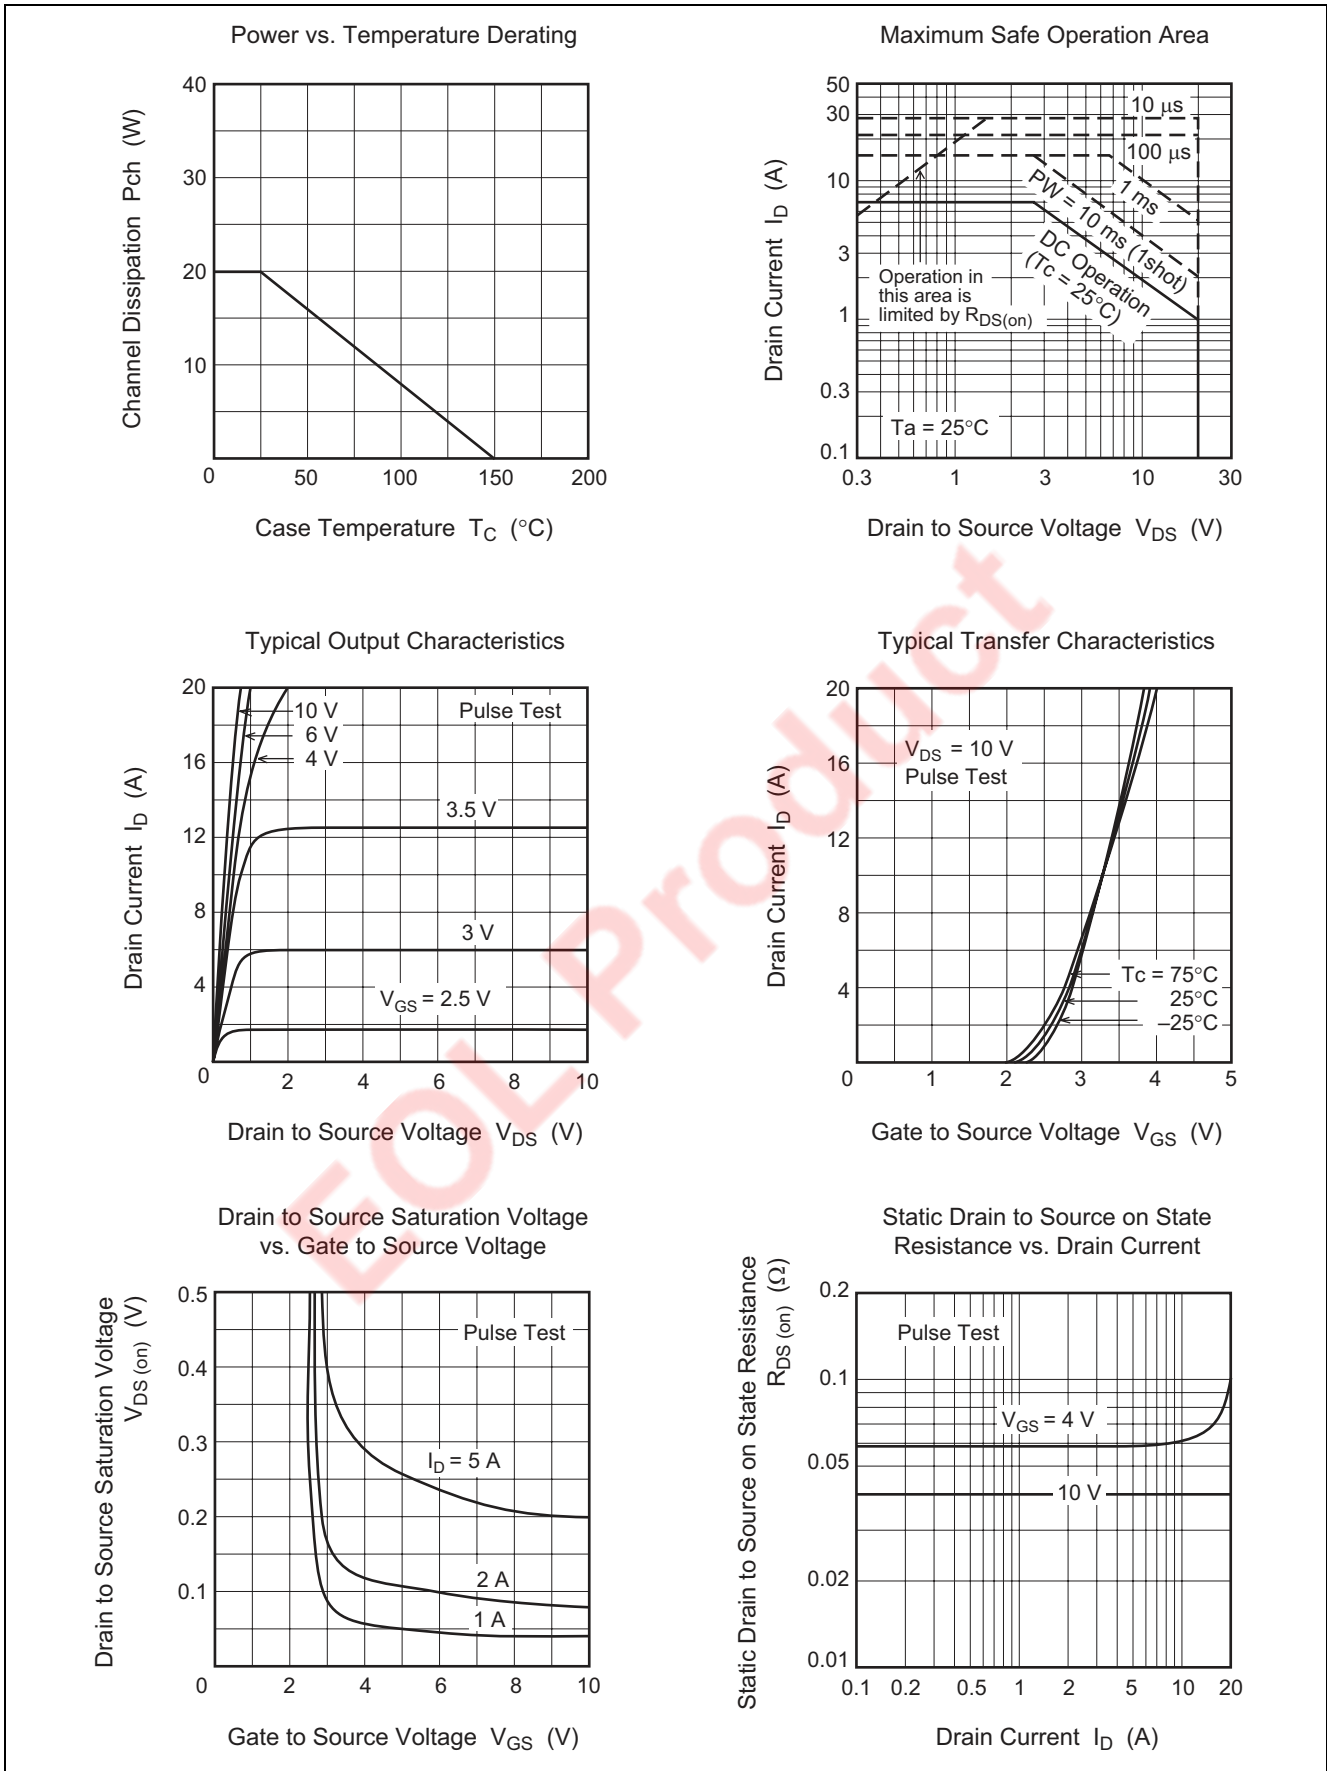 Power vs. Temperature Derating
40
30
20
10
0
50
100
150
200
Channel Dissipation Pch (W)
Case Temperature TC (°C)
Maximum Safe Operation Area
50
30
10
3
1
0.3
0.1
0.3
1
3
10
30
Drain Current ID (A)
10 μs
100 μs
1 ms
PW = 10 ms (1shot)
DC Operation
(Tc = 25°C)
Operation in
this area is
limited by RDS(on)
Ta = 25°C
Drain to Source Voltage VDS (V)
Typical Output Characteristics
20
16
12
8
4
0
2
4
6
8
10
Drain Current ID (A)
10 V
6 V
4 V
Pulse Test
3.5 V
3 V
VGS = 2.5 V
Drain to Source Voltage VDS (V)
Typical Transfer Characteristics
20
16
12
8
4
0
1
2
3
4
5
Drain Current ID (A)
VDS = 10 V
Pulse Test
Tc = 75°C
25°C
–25°C
Gate to Source Voltage VGS (V)
EOL Product
Drain to Source Saturation Voltage
vs. Gate to Source Voltage
0.5
0.4
0.3
0.2
0.1
0
2
4
6
8
10
Drain to Source Saturation Voltage
VDS (on) (V)
Pulse Test
ID = 5 A
2 A
1 A
Gate to Source Voltage VGS (V)
Static Drain to Source on State
Resistance vs. Drain Current
0.2
0.1
0.05
0.02
0.01
0.1
0.2
0.5
1
2
5
10
20
Static Drain to Source on State Resistance
RDS (on) (Ω)
Pulse Test
VGS = 4 V
10 V
Drain Current ID (A)